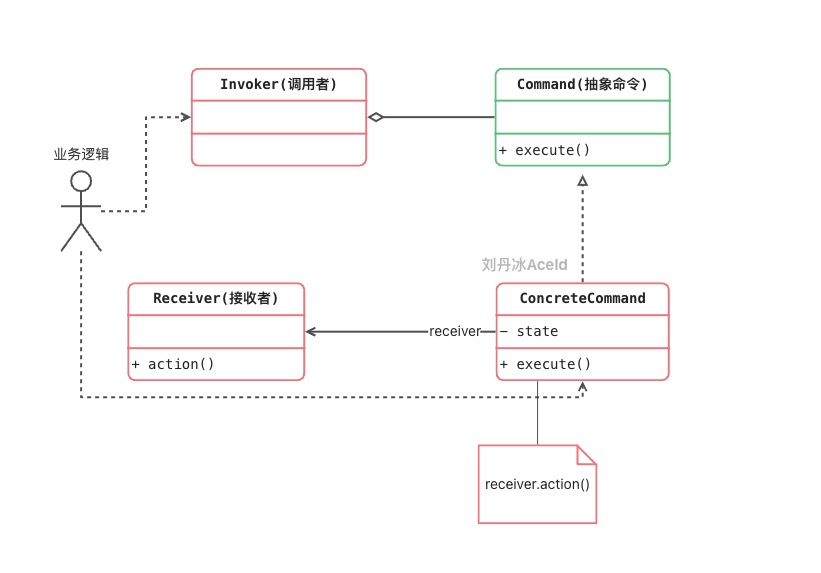 Invoker(调用者)
Command(抽象命令)
+ execute()
业务逻辑
刘丹冰AceId
Receiver(接收者)
+ action()
receiver
ConcreteCommand
− state
+ execute()
receiver.action()